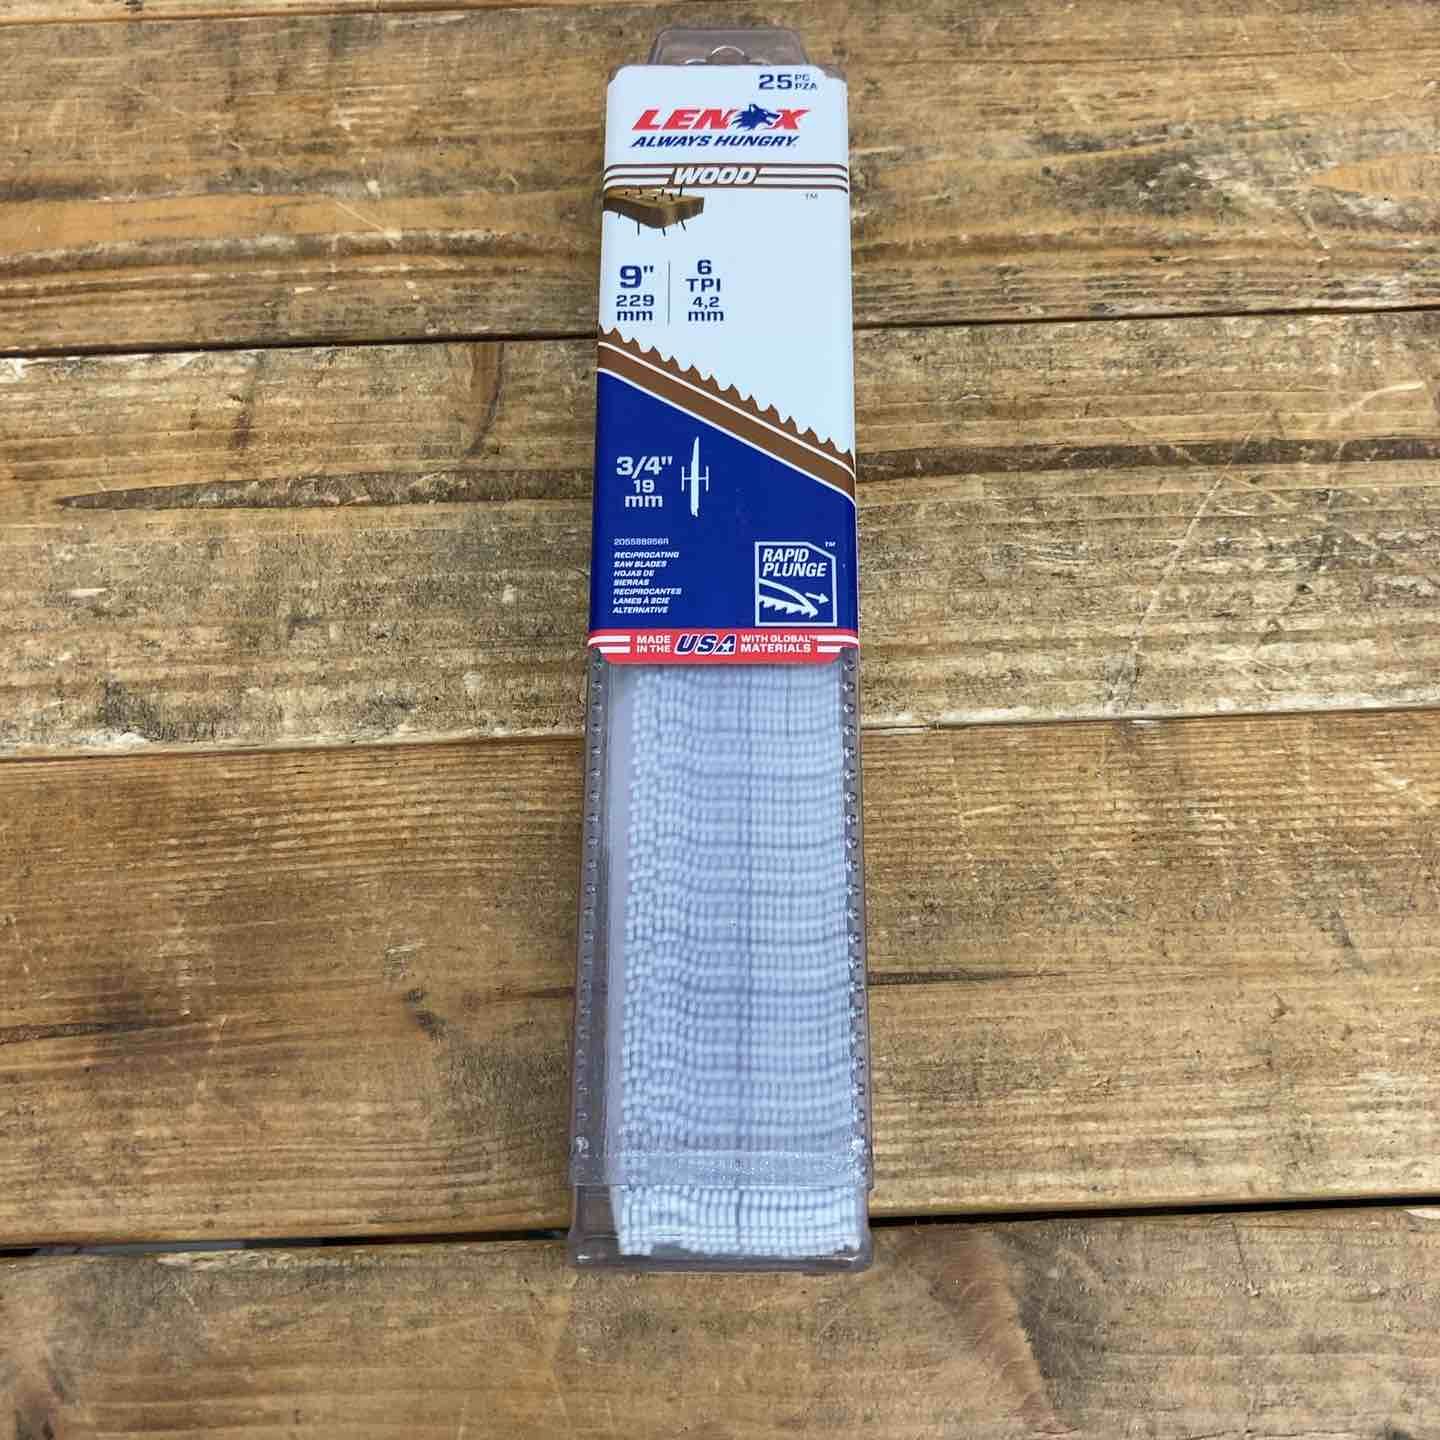 25 PC
PZA
LENOX
ALWAYS HUNGRY.
WOOD
TM
9" 6
TPI
229 4,2
mm mm
3/4"
19
mm
205588956R
RECIPROCATING
SAW BLADES
HOJAS DE
SIERRAS
RECIPROCANTES
LAMES À SCIE
ALTERNATIVE
RAPID
PLUNGE
TM
MADE
IN THE USA WITH GLOBAL
MATERIALS